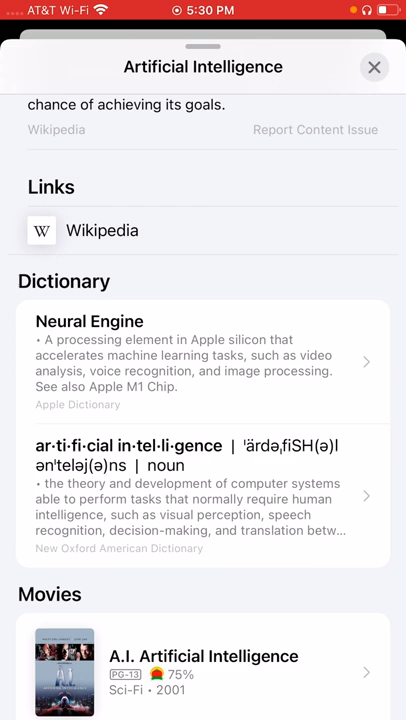 AT&T Wi-Fi 5:30 PM
Artificial Intelligence
chance of achieving its goals.
Wikipedia Report Content Issue
Links
W Wikipedia
Dictionary
Neural Engine
• A processing element in Apple silicon that
accelerates machine learning tasks, such as video
analysis, voice recognition, and image processing.
See also Apple M1 Chip.
Apple Dictionary
ar·ti·fi·cial in·tel·li·gence | ˈärdəˌfiSH(ə)l
ənˈteləj(ə)ns | noun
• the theory and development of computer systems
able to perform tasks that normally require human
intelligence, such as visual perception, speech
recognition, decision-making, and translation betw...
New Oxford American Dictionary
Movies
A.I. Artificial Intelligence
PG-13 75%
Sci-Fi • 2001